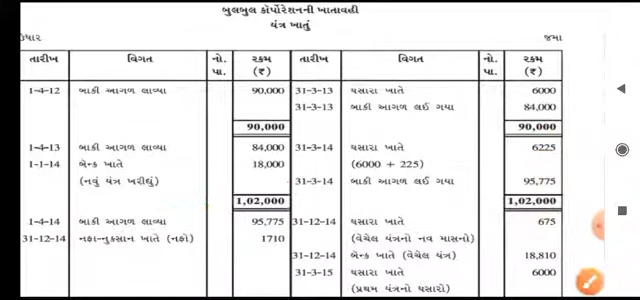 બુલબુલ કૉર્પોરેશનની ખાતાવહી
યંત્ર ખાતું
ઉધાર જમા
તારીખ વિગત નો. પા. રકમ (₹) તારીખ વિગત નો. પા. રકમ (₹)
1-4-12 બાકી આગળ લાવ્યા 90,000 31-3-13 ઘસારા ખાતે 6000
31-3-13 બાકી આગળ લઈ ગયા 84,000
90,000 90,000
1-4-13 બાકી આગળ લાવ્યા 84,000 31-3-14 ઘસારા ખાતે 6225
1-1-14 બૅન્ક ખાતે 18,000 (6000 + 225)
(નવું યંત્ર ખરીદ્યું) 31-3-14 બાકી આગળ લઈ ગયા 95,775
1,02,000 1,02,000
1-4-14 બાકી આગળ લાવ્યા 95,775 31-12-14 ઘસારા ખાતે 675
31-12-14 નફા-નુકસાન ખાતે (નફો) 1710 (વેચેલ યંત્રનો નવ માસનો)
31-12-14 બૅન્ક ખાતે (વેચેલ યંત્ર) 18,810
31-3-15 ઘસારા ખાતે 6000
(પ્રથમ યંત્રનો ઘસારો)